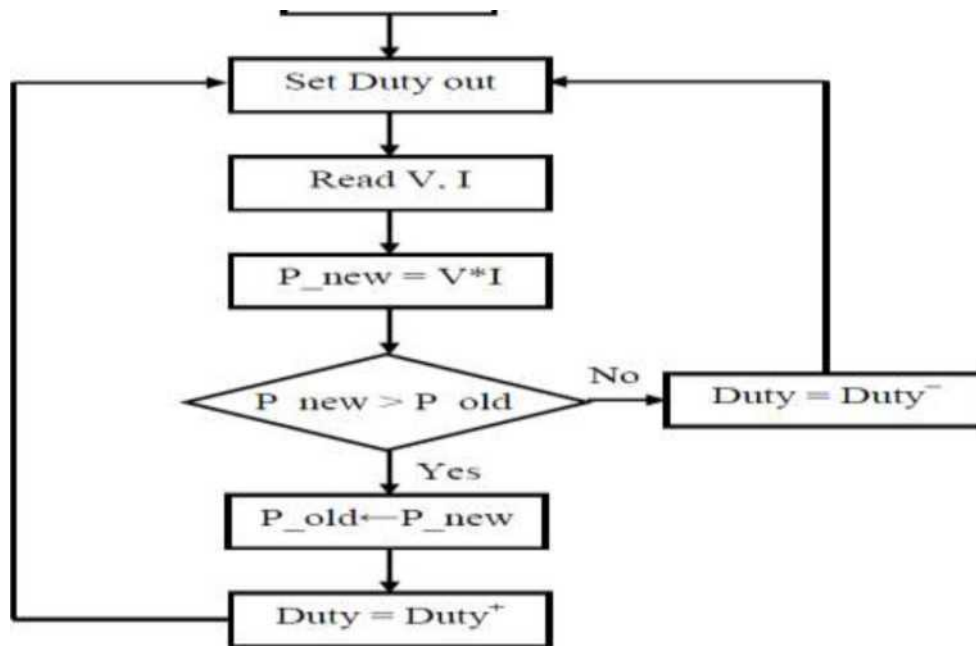 Set Duty out
Read V, I
P_new = V*I
P new > P old
No
Duty = Duty⁻
Yes
P_old←P_new
Duty = Duty⁺